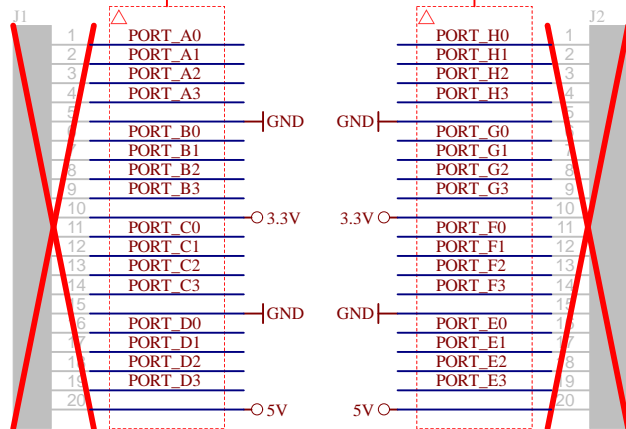 J1 J2
1 PORT_A0 PORT_H0 1
2 PORT_A1 PORT_H1 2
3 PORT_A2 PORT_H2 3
4 PORT_A3 PORT_H3 4
5 GND GND 5
6 PORT_B0 PORT_G0 6
7 PORT_B1 PORT_G1 7
8 PORT_B2 PORT_G2 8
9 PORT_B3 PORT_G3 9
10 3.3V 3.3V 10
11 PORT_C0 PORT_F0 11
12 PORT_C1 PORT_F1 12
13 PORT_C2 PORT_F2 13
14 PORT_C3 PORT_F3 14
15 GND GND 15
16 PORT_D0 PORT_E0 16
17 PORT_D1 PORT_E1 17
18 PORT_D2 PORT_E2 18
19 PORT_D3 PORT_E3 19
20 5V 5V 20